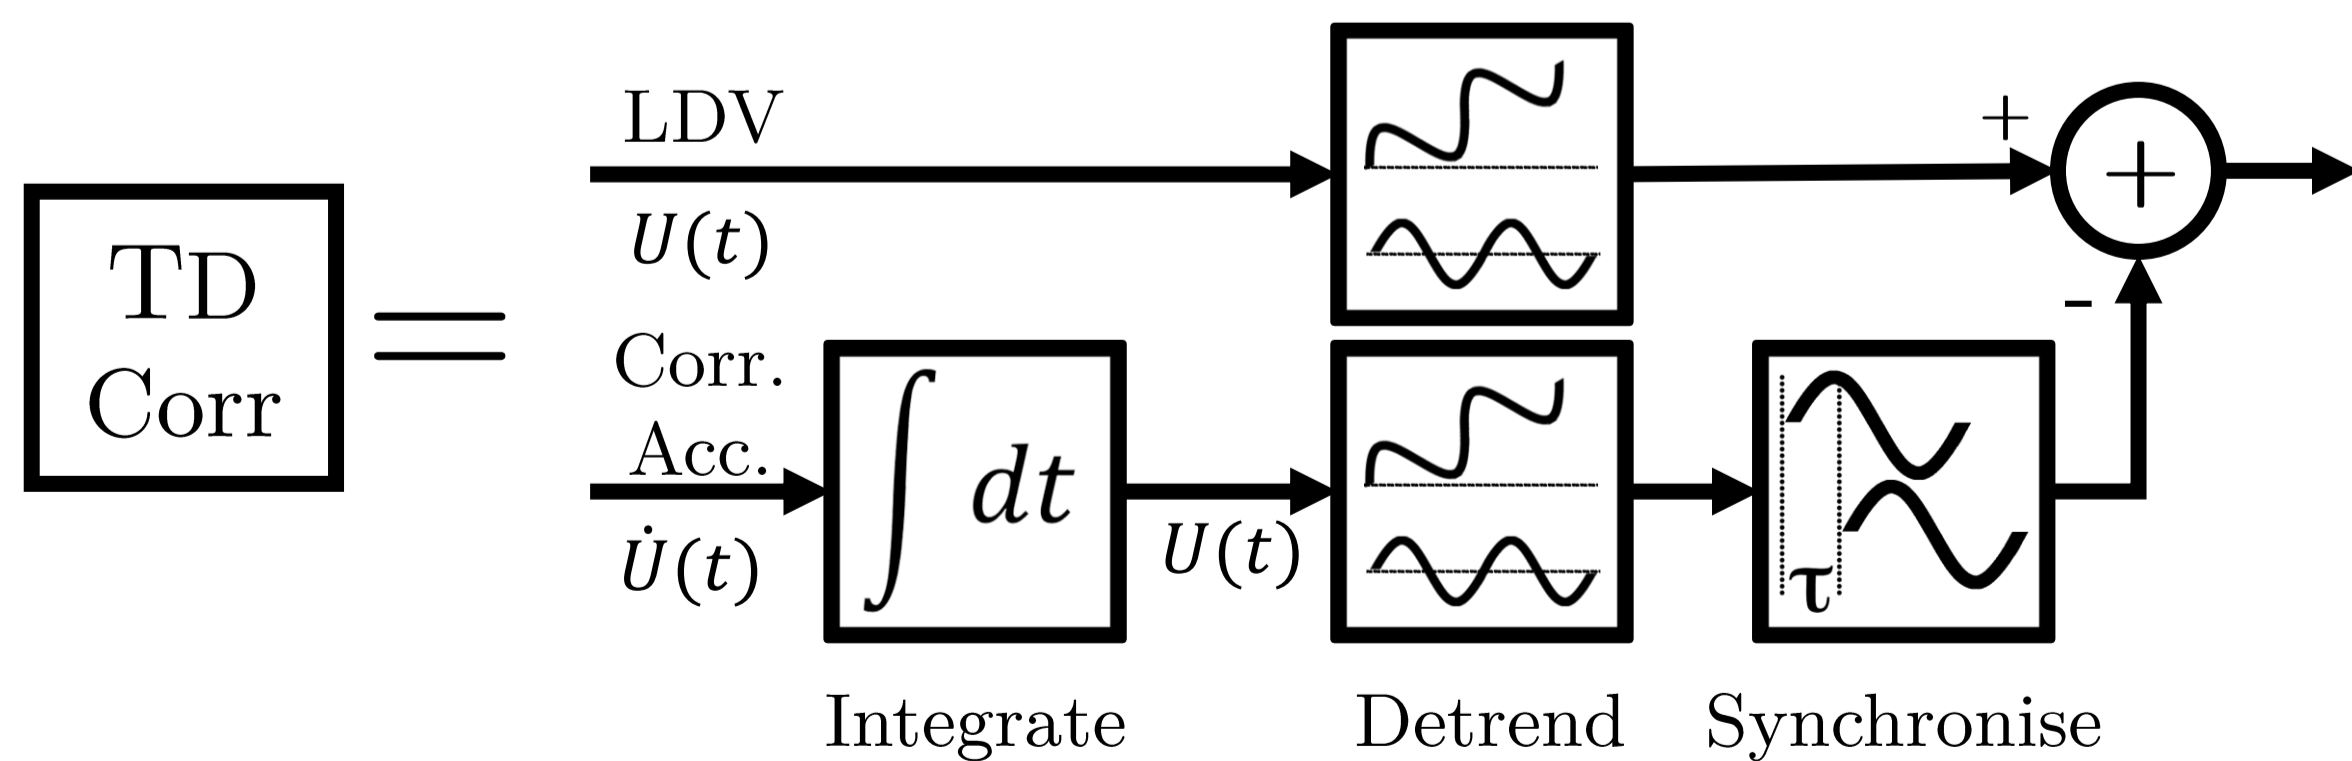 TD
Corr
=
LDV
U(t)
Corr.
Acc.
U̇(t)
∫ dt
U(t)
τ
+
+
-
Integrate
Detrend
Synchronise